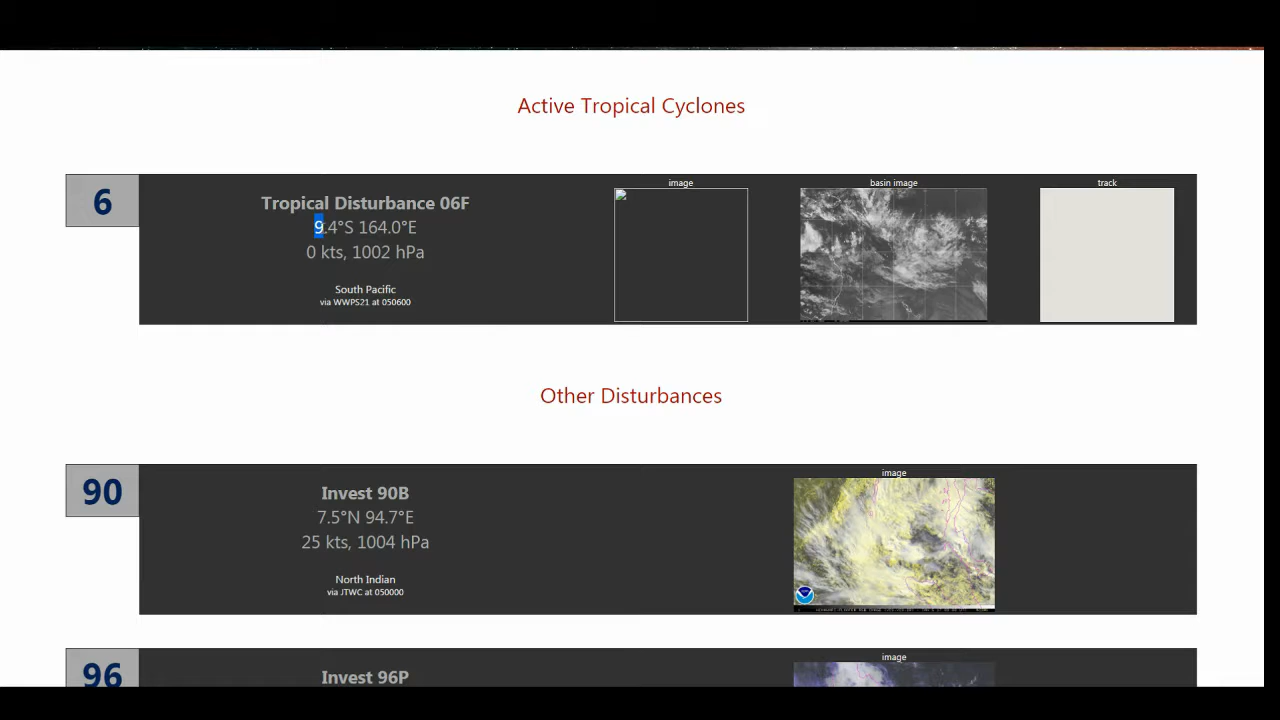 Active Tropical Cyclones
6
Tropical Disturbance 06F
9.4°S 164.0°E
0 kts, 1002 hPa
South Pacific
via WWPS21 at 050600
image
basin image
track
Other Disturbances
90
Invest 90B
7.5°N 94.7°E
25 kts, 1004 hPa
North Indian
via JTWC at 050000
image
96
Invest 96P
image